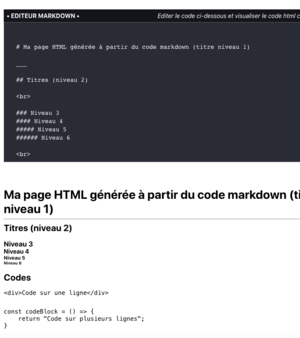 • EDITEUR MARKDOWN •
Editer le code ci-dessous et visualiser le code html c
# Ma page HTML générée à partir du code markdown (titre niveau 1)
___
## Titres (niveau 2)
<br>
### Niveau 3
#### Niveau 4
##### Niveau 5
###### Niveau 6
<br>
Ma page HTML générée à partir du code markdown (ti
niveau 1)
Titres (niveau 2)
Niveau 3
Niveau 4
Niveau 5
Niveau 6
Codes
<div>Code sur une ligne</div>
const codeBlock = () => {
return "Code sur plusieurs lignes";
}